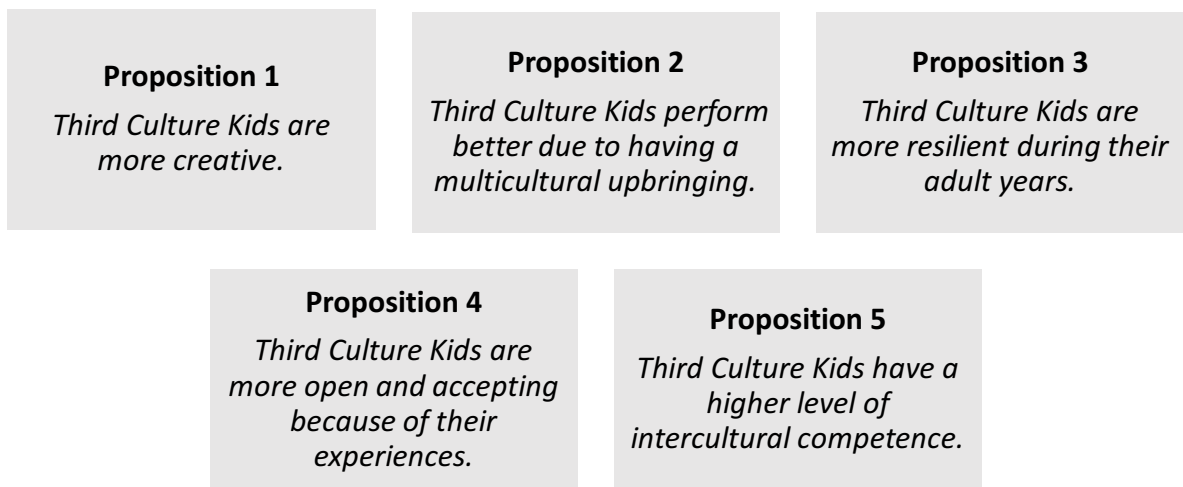 Proposition 1
Third Culture Kids are
more creative.
Proposition 2
Third Culture Kids perform
better due to having a
multicultural upbringing.
Proposition 3
Third Culture Kids are
more resilient during their
adult years.
Proposition 4
Third Culture Kids are
more open and accepting
because of their
experiences.
Proposition 5
Third Culture Kids have a
higher level of
intercultural competence.